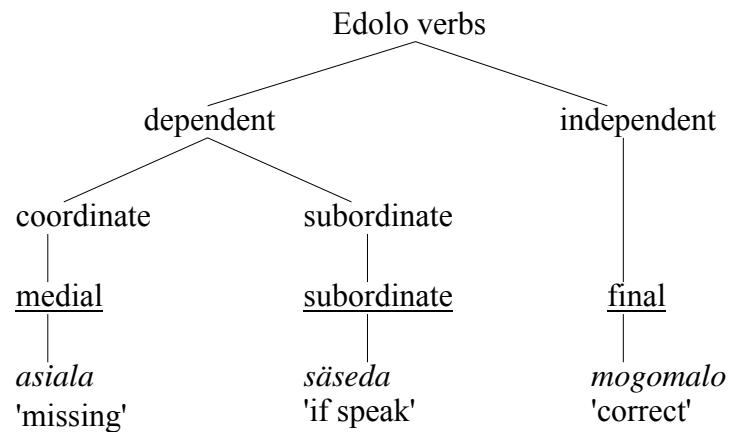 Edolo verbs
dependent independent
coordinate subordinate
medial subordinate final
asiala säseda mogomalo
'missing' 'if speak' 'correct'